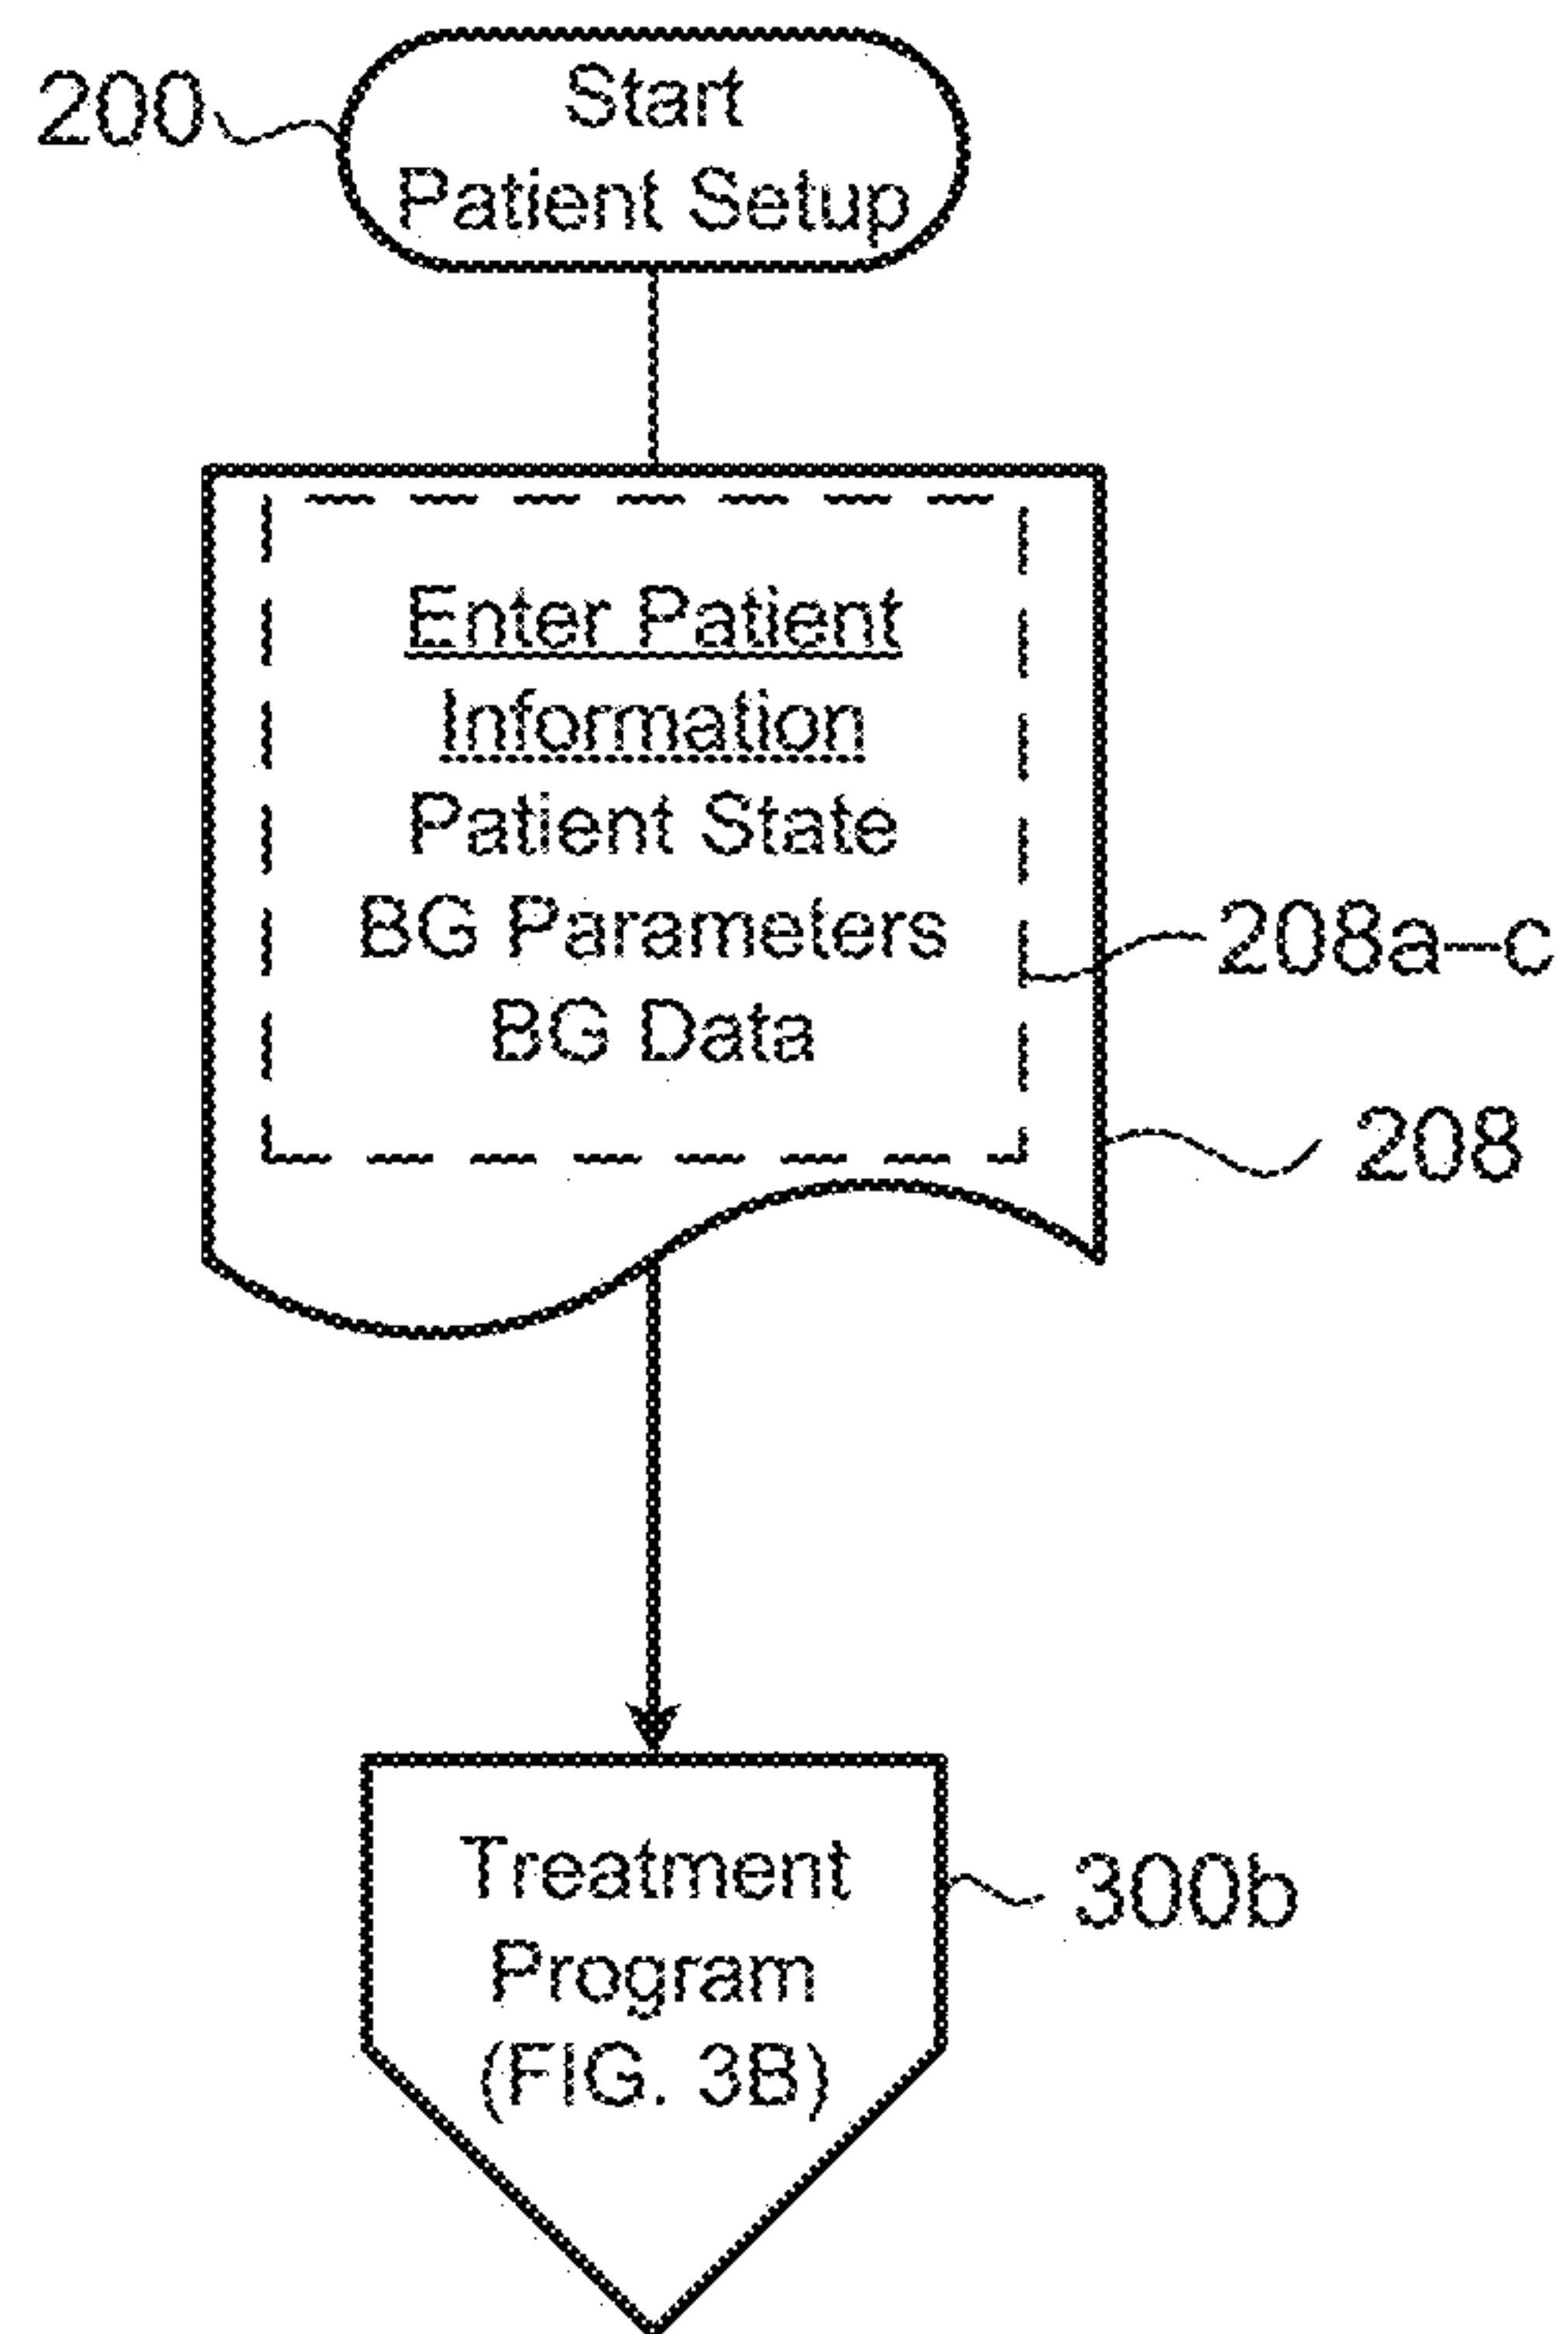 200
Start
Patient Setup
Enter Patient
Information
Patient State
BG Parameters
BG Data
208a-c
208
Treatment
Program
(FIG. 3B)
300b